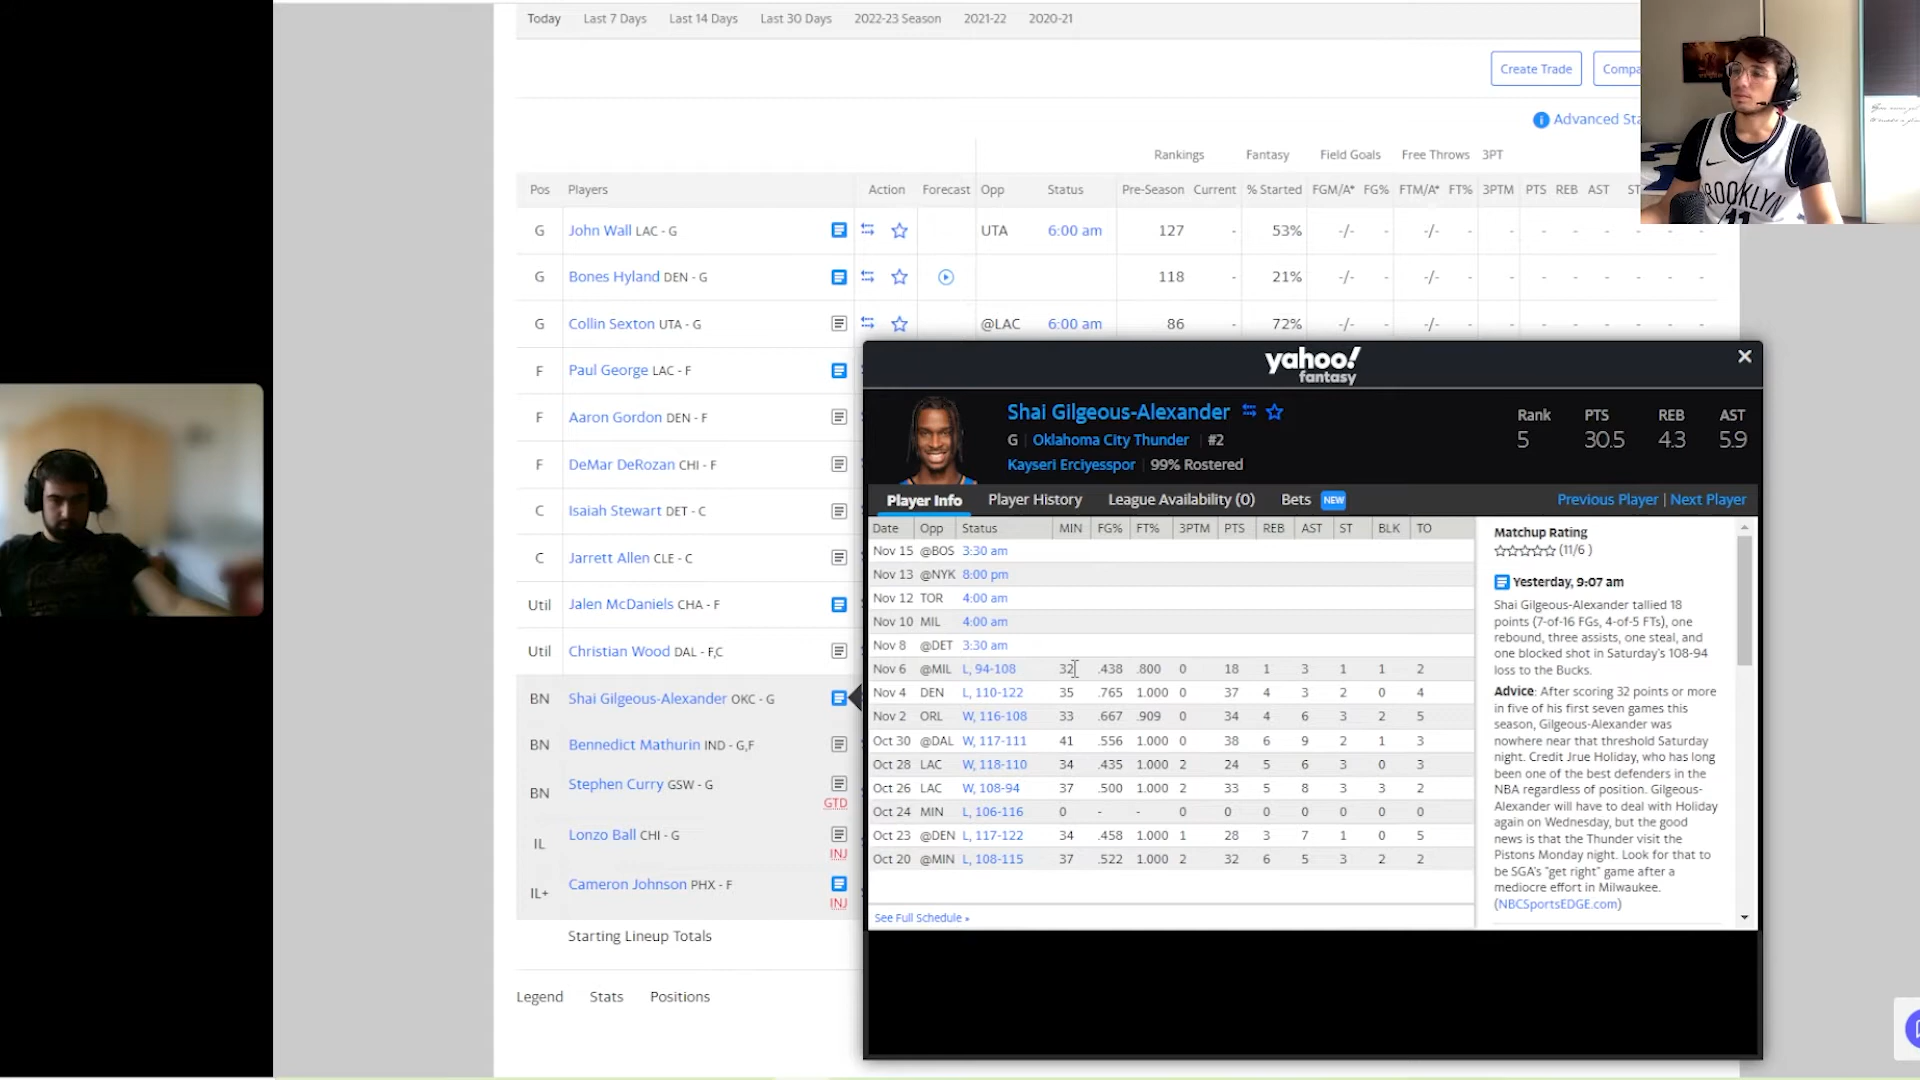 Today Last 7 Days Last 14 Days Last 30 Days 2022-23 Season 2021-22 2020-21
Create Trade
Advanced
Rankings Fantasy Field Goals Free Throws 3PT
Pos Players Action Forecast Opp Status Pre-Season Current % Started FGM/A* FG% FTM/A* FT% 3PTM PTS REB AST ST
G John Wall LAC - G UTA 6:00 am 127 - 53% -/- - -/- - - - - - - - -
G Bones Hyland DEN - G 118 - 21% -/- - -/- - - - - - - - -
G Collin Sexton UTA - G @LAC 6:00 am 86 - 72% -/- - -/- - - - - - - - -
F Paul George LAC - F
F Aaron Gordon DEN - F
F DeMar DeRozan CHI - F
C Isaiah Stewart DET - C
C Jarrett Allen CLE - C
Util Jalen McDaniels CHA - F
Util Christian Wood DAL - F,C
BN Shai Gilgeous-Alexander OKC - G
BN Bennedict Mathurin IND - G,F
BN Stephen Curry GSW - G
GTD
IL Lonzo Ball CHI - G
INJ
IL+ Cameron Johnson PHX - F
INJ
Starting Lineup Totals
Legend Stats Positions
yahoo!
fantasy
Shai Gilgeous-Alexander
G | Oklahoma City Thunder | #2
Kayseri Erciyesspor | 99% Rostered
Rank PTS REB AST
5 30.5 4.3 5.9
Player Info Player History League Availability (0) Bets NEW Previous Player | Next Player
Date Opp Status MIN FG% FT% 3PTM PTS REB AST ST BLK TO
Nov 15 @BOS 3:30 am
Nov 13 @NYK 8:00 pm
Nov 12 TOR 4:00 am
Nov 10 MIL 4:00 am
Nov 8 @DET 3:30 am
Nov 6 @MIL L, 94-108 32 .438 .800 0 18 1 3 1 1 2
Nov 4 DEN L, 110-122 35 .765 1.000 0 37 4 3 2 0 4
Nov 2 ORL W, 116-108 33 .667 .909 0 34 4 6 3 2 5
Oct 30 @DAL W, 117-111 41 .556 1.000 0 38 6 9 2 1 3
Oct 28 LAC W, 118-110 34 .435 1.000 2 24 5 6 3 0 3
Oct 26 LAC W, 108-94 37 .500 1.000 2 33 5 8 3 3 2
Oct 24 MIN L, 106-116 0 - - 0 0 0 0 0 0 0
Oct 23 @DEN L, 117-122 34 .458 1.000 1 28 3 7 1 0 5
Oct 20 @MIN L, 108-115 37 .522 1.000 2 32 6 5 3 2 2
See Full Schedule »
Matchup Rating
(11/6 )
Yesterday, 9:07 am
Shai Gilgeous-Alexander tallied 18
points (7-of-16 FGs, 4-of-5 FTs), one
rebound, three assists, one steal, and
one blocked shot in Saturday's 108-94
loss to the Bucks.
Advice: After scoring 32 points or more
in five of his first seven games this
season, Gilgeous-Alexander was
nowhere near that threshold Saturday
night. Credit Jrue Holiday, who has long
been one of the best defenders in the
NBA regardless of position. Gilgeous-
Alexander will have to deal with Holiday
again on Wednesday, but the good
news is that the Thunder visit the
Pistons Monday night. Look for that to
be SGA's "get right" game after a
mediocre effort in Milwaukee.
(NBCSportsEDGE.com)
BROOKLYN
11